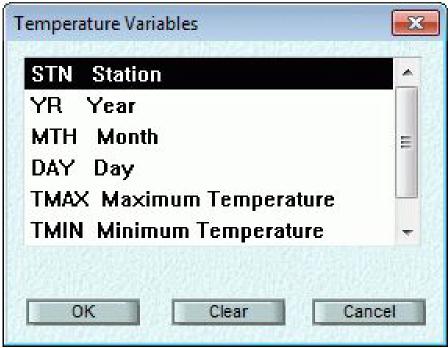 Temperature Variables
STN Station
YR Year
MTH Month
DAY Day
TMAX Maximum Temperature
TMIN Minimum Temperature
OK Clear Cancel